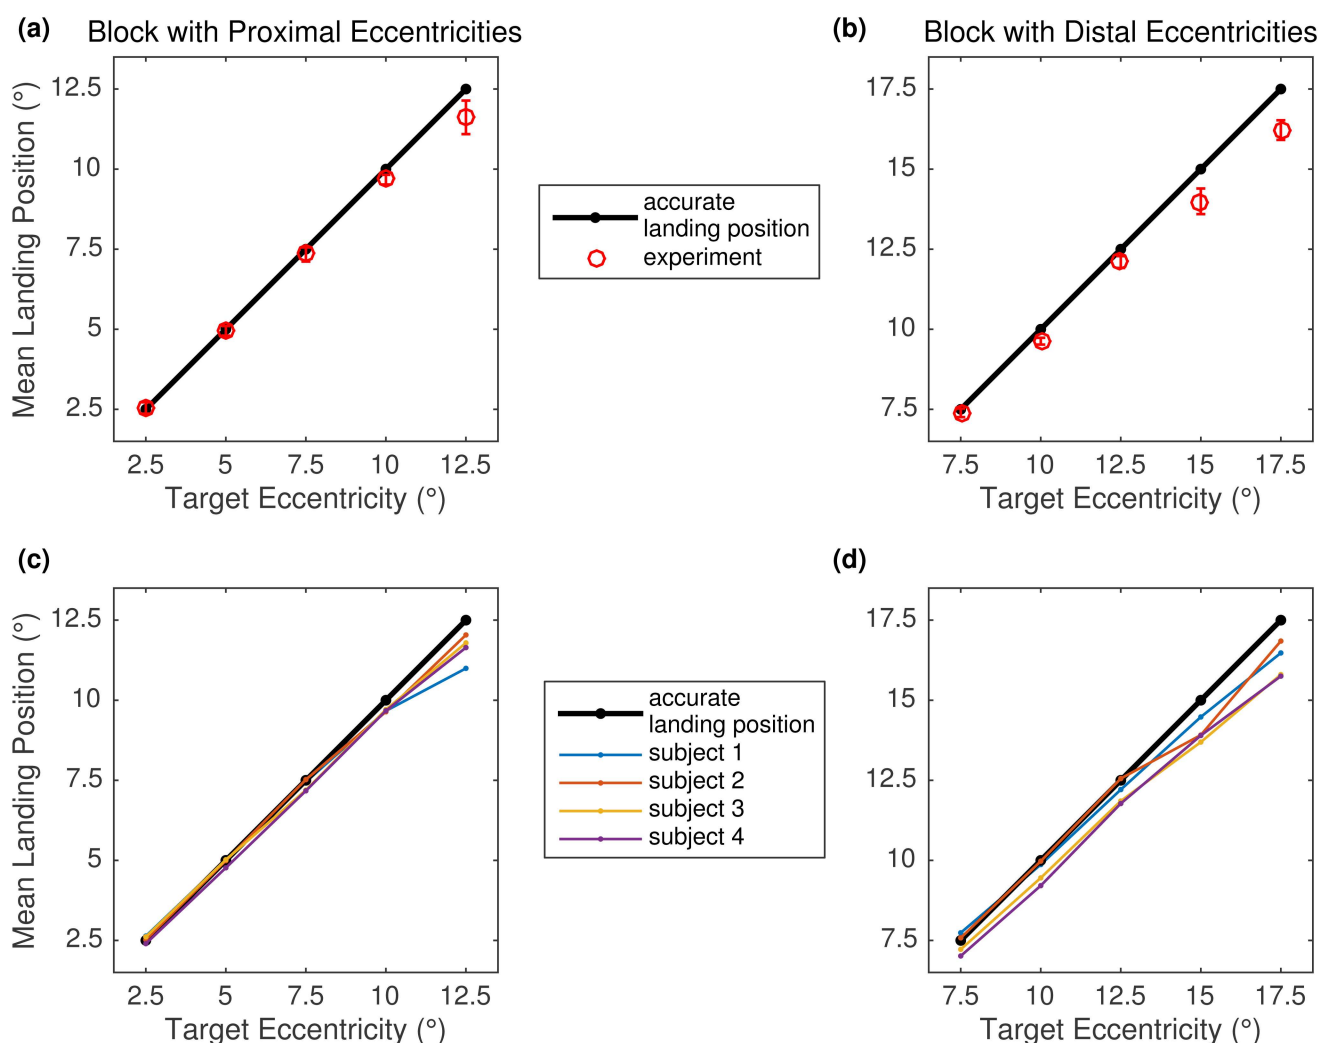 (a) Block with Proximal Eccentricities
(b) Block with Distal Eccentricities
Mean Landing Position (°)
12.5
10
7.5
5
2.5
2.5 5 7.5 10 12.5
Target Eccentricity (°)
accurate
landing position
experiment
17.5
15
12.5
10
7.5
7.5 10 12.5 15 17.5
Target Eccentricity (°)
(c)
(d)
Mean Landing Position (°)
12.5
10
7.5
5
2.5
2.5 5 7.5 10 12.5
Target Eccentricity (°)
accurate
landing position
subject 1
subject 2
subject 3
subject 4
17.5
15
12.5
10
7.5
7.5 10 12.5 15 17.5
Target Eccentricity (°)